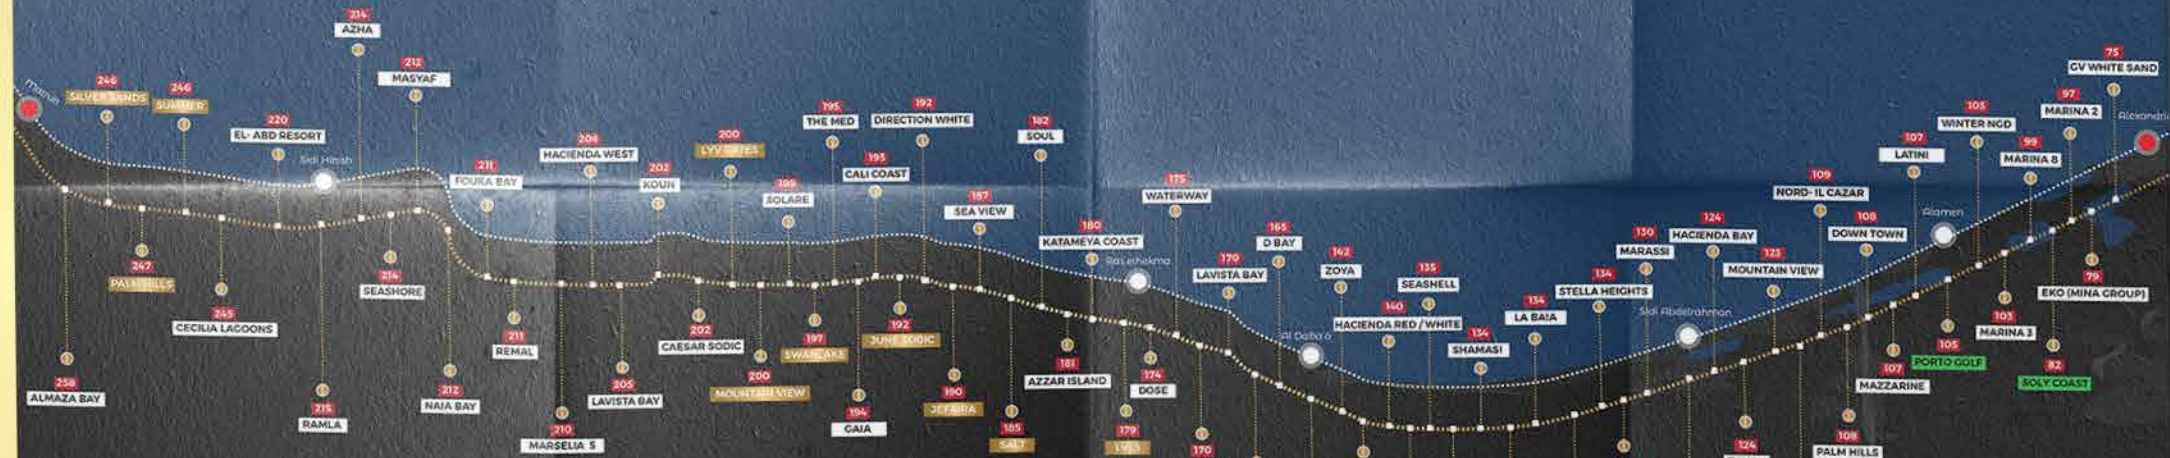 Matruh
246
SILVER SANDS
246
SUMMER
220
EL- ABD RESORT
Sidi Hinish
214
AZHA
212
MASYAF
211
FOUKA BAY
208
HACIENDA WEST
202
KOUN
200
LYV GATES
199
SOLARE
195
THE MED
193
CALI COAST
192
DIRECTION WHITE
187
SEA VIEW
182
SOUL
180
KATAMEYA COAST
Ras elhekma
175
WATERWAY
170
LAVISTA BAY
165
D BAY
Al Daba'a
142
ZOYA
140
HACIENDA RED / WHITE
135
SEASHELL
134
SHAMASI
134
LA BAIA
134
STELLA HEIGHTS
130
MARASSI
Sidi Abdelrahman
124
HACIENDA BAY
123
MOUNTAIN VIEW
109
NORD- IL CAZAR
108
DOWN TOWN
107
LATINI
Alamen
105
WINTER NGD
99
MARINA 8
97
MARINA 2
75
GV WHITE SAND
258
ALMAZA BAY
247
PALM HILLS
245
CECILIA LAGOONS
215
RAMLA
214
SEASHORE
212
NAIA BAY
211
REMAL
210
MARSELIA 5
205
LAVISTA BAY
202
CAESAR SODIC
200
MOUNTAIN VIEW
197
SWANLAKE
194
GAIA
192
JUNE SODIC
190
JEFAIRA
185
SALT
181
AZZAR ISLAND
179
174
DOSE
170
124
108
PALM HILLS
107
MAZZARINE
105
PORTO GOLF
103
MARINA 3
82
SOLY COAST
79
EKO (MINA GROUP)